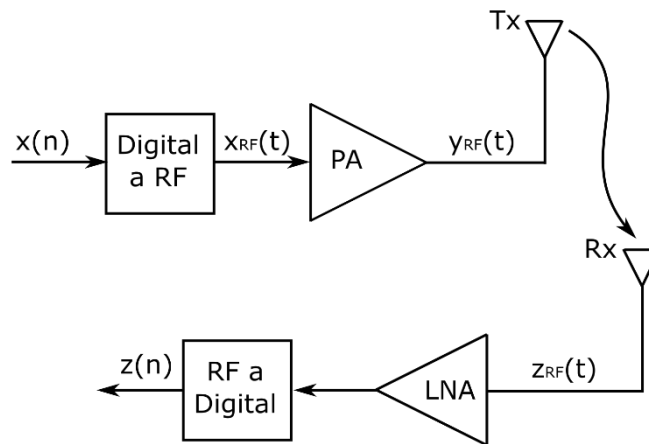 Tx
x(n)
Digital
a RF
xRF(t)
PA
yRF(t)
Rx
z(n)
RF a
Digital
LNA
zRF(t)